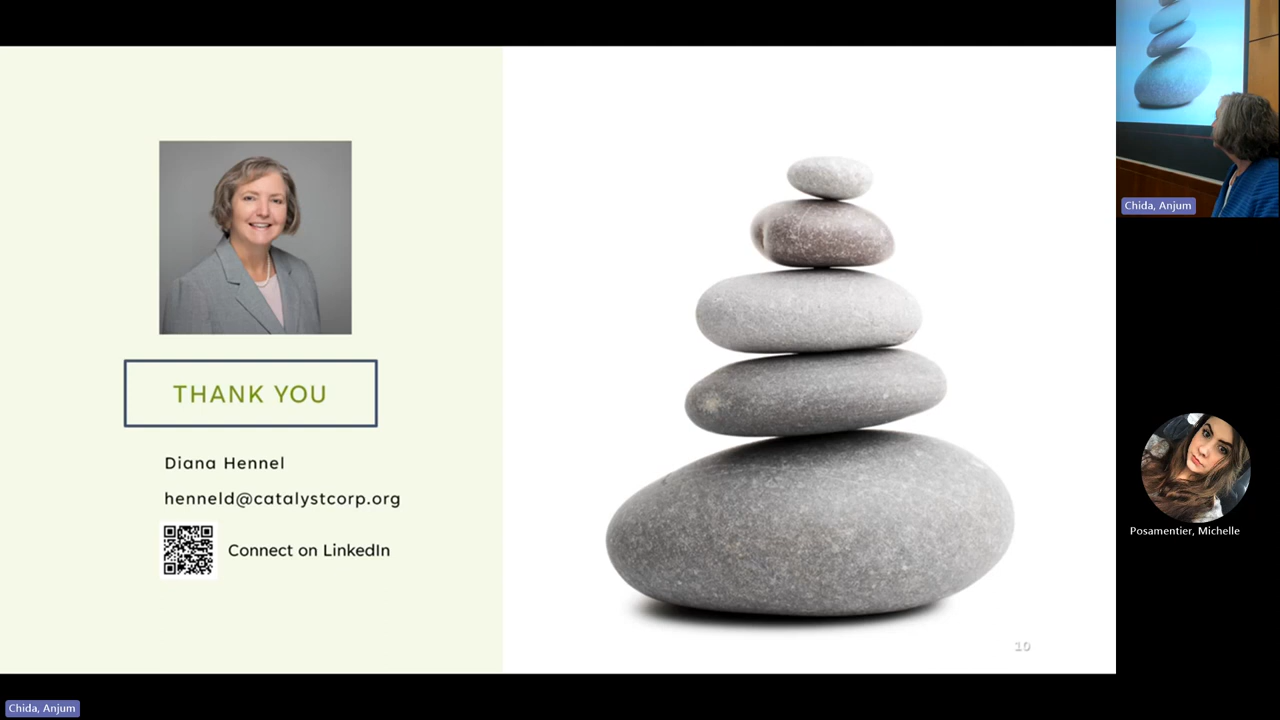 THANK YOU
Diana Hennel
henneld@catalystcorp.org
Connect on LinkedIn
10
Chida, Anjum
Posamentier, Michelle
Chida, Anjum